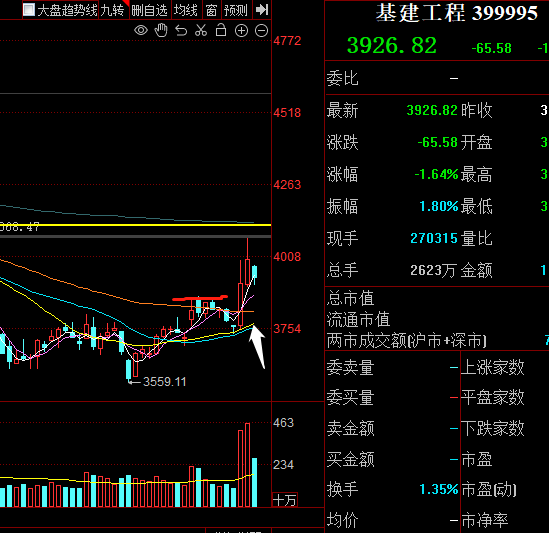 大盘趋势线 九转 删自选 均线 窗 预测
基建工程 399995
3926.82 -65.58 -1
4772
委比 —
最新 3926.82 昨收 3
4518
涨跌 -65.58 开盘 3
涨幅 -1.64% 最高 3
4263
振幅 1.80% 最低 3
068.47
现手 270315 量比
4008
总手 2623万 金额 1
总市值
流通市值
3754
两市成交额(沪市+深市)
委卖量 — 上涨家数
3559.11
委买量 — 平盘家数
463
卖金额 — 下跌家数
234
买金额 — 市盈
换手 1.35% 市盈(动)
十万
均价 — 市净率